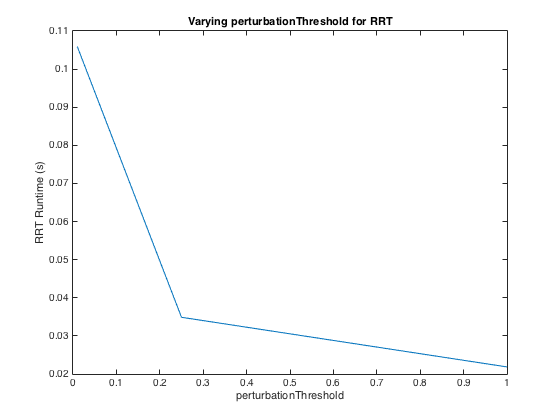 Varying perturbationThreshold for RRT
0.11
0.1
0.09
0.08
0.07
0.06
0.05
0.04
0.03
0.02
RRT Runtime (s)
0 0.1 0.2 0.3 0.4 0.5 0.6 0.7 0.8 0.9 1
perturbationThreshold